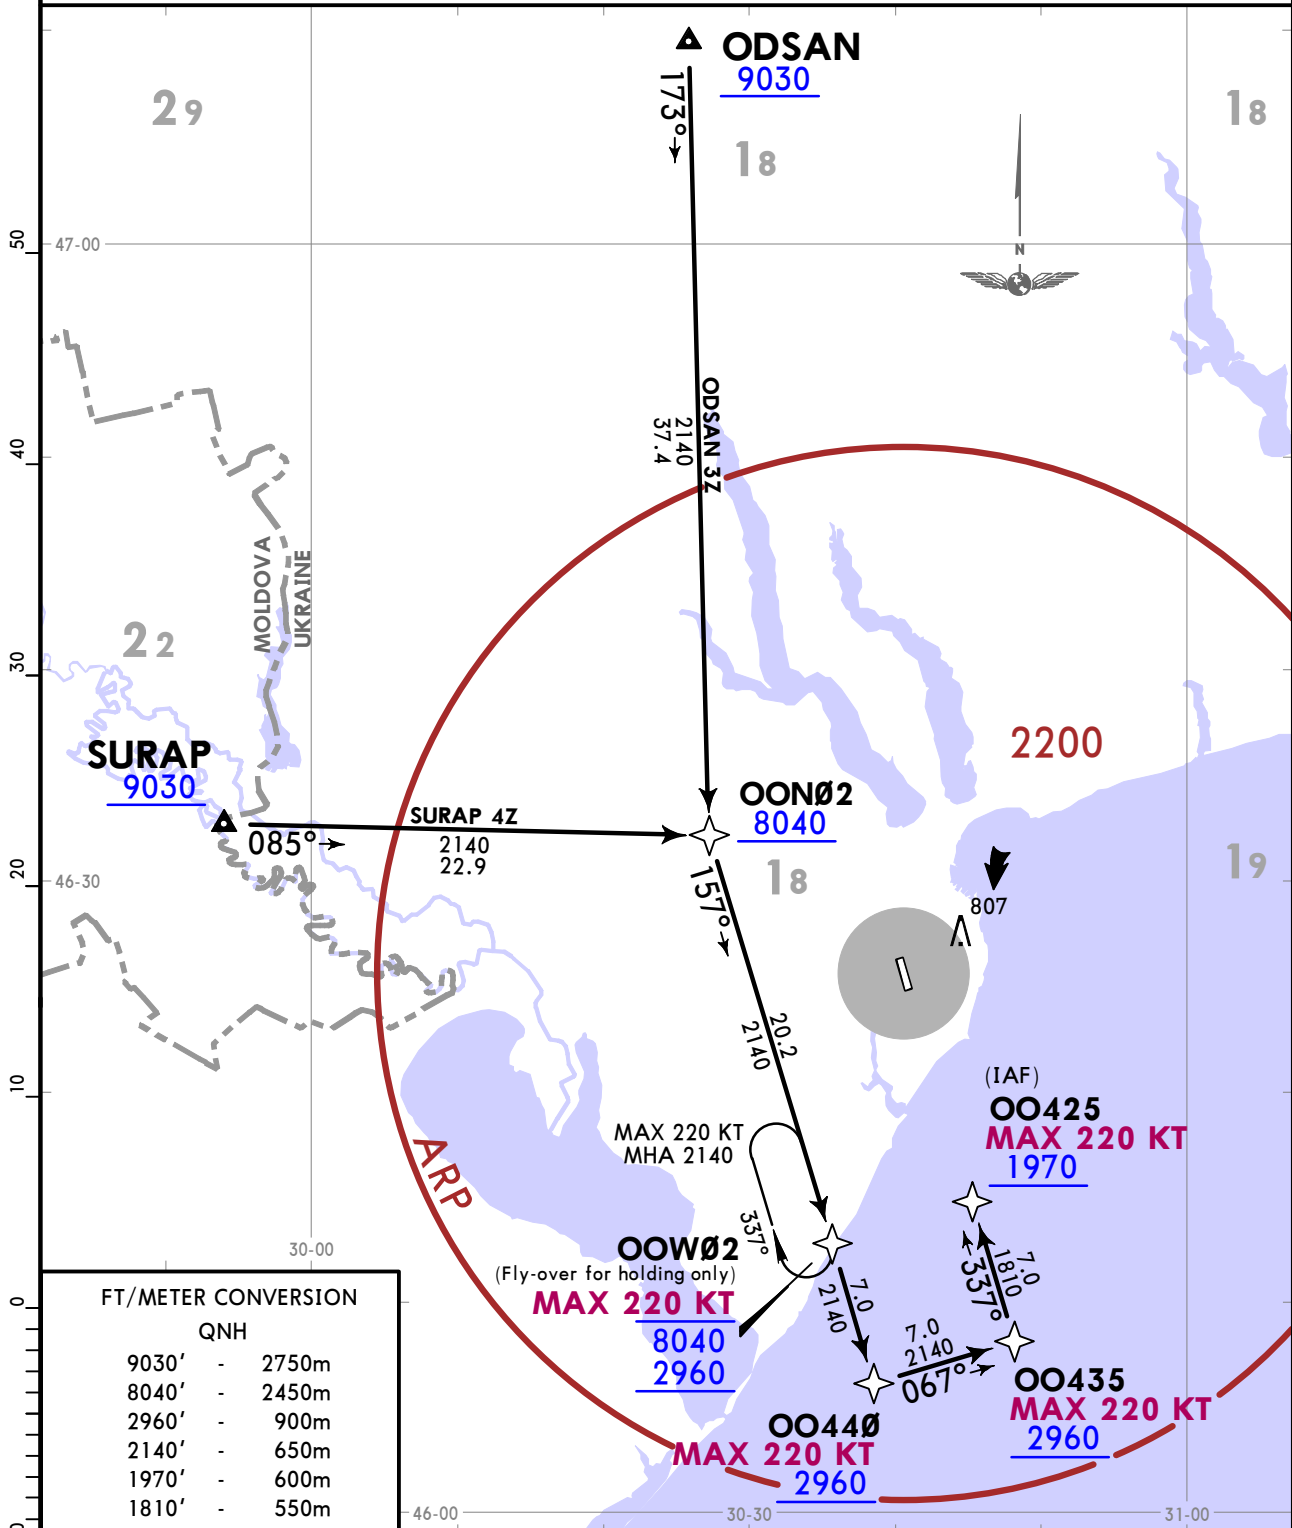 ODSAN
9030
173°
29
18
18
50
47-00
N
ODSAN 3Z
2140
37.4
40
MOLDOVA
UKRAINE
22
30
2200
SURAP
9030
OONØ2
8040
SURAP 4Z
085°
2140
22.9
20
46-30
157°
18
19
807
20.2
2140
10
(IAF)
OO425
MAX 220 KT
1970
MAX 220 KT
MHA 2140
ARP
337°
30-00
OOWØ2
(Fly-over for holding only)
MAX 220 KT
8040
2960
7.0
2140
7.0
1810
337°
7.0
2140
067°
OO435
MAX 220 KT
2960
OO44Ø
MAX 220 KT
2960
0
FT/METER CONVERSION
QNH
9030' - 2750m
8040' - 2450m
2960' - 900m
2140' - 650m
1970' - 600m
1810' - 550m
46-00
30-30
31-00